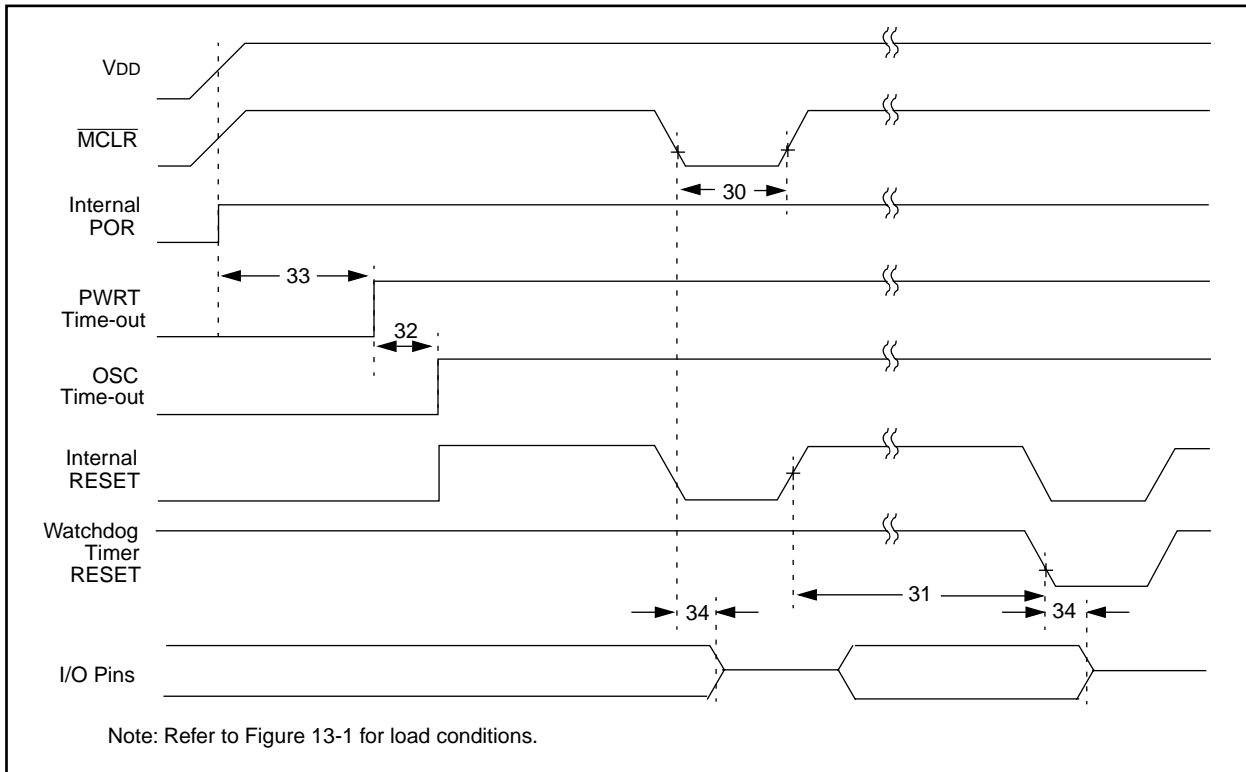 VDD
MCLR
30
Internal
POR
33
PWRT
Time-out
32
OSC
Time-out
Internal
RESET
Watchdog
Timer
RESET
31
34
34
I/O Pins
Note: Refer to Figure 13-1 for load conditions.